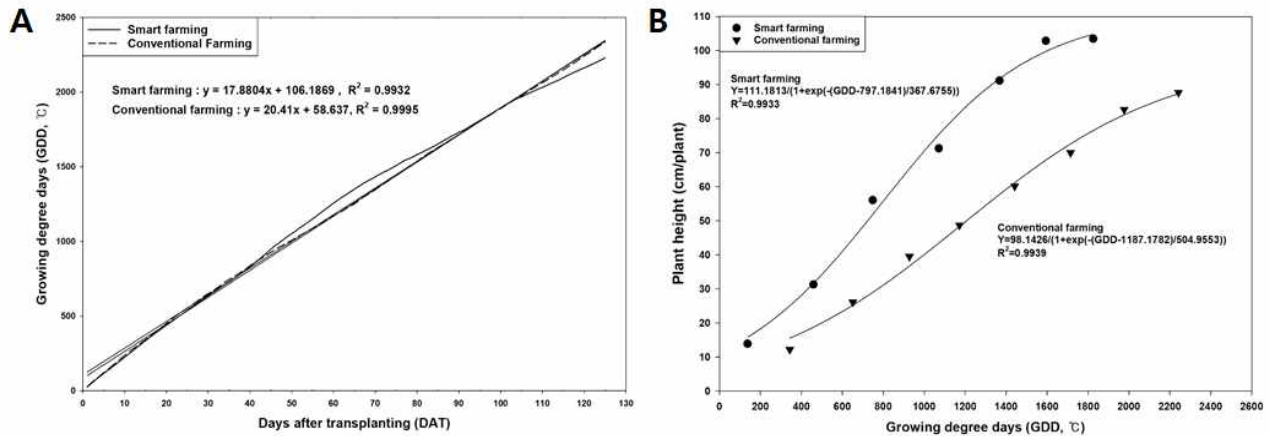 A
2500
2000
1500
1000
500
0
Growing degree days (GDD, ℃)
Smart farming
Conventional Farming
Smart farming : y = 17.8804x + 106.1869 , R² = 0.9932
Conventional farming : y = 20.41x + 58.637, R² = 0.9995
0 10 20 30 40 50 60 70 80 90 100 110 120 130
Days after transplanting (DAT)
B
110
100
90
80
70
60
50
40
30
20
10
0
Plant height (cm/plant)
Smart farming
Conventional farming
Smart farming
Y=111.1813/(1+exp(-(GDD-797.1841)/367.6755))
R²=0.9933
Conventional farming
Y=98.1426/(1+exp(-(GDD-1187.1782)/504.9553))
R²=0.9939
0 200 400 600 800 1000 1200 1400 1600 1800 2000 2200 2400 2600
Growing degree days (GDD, ℃)